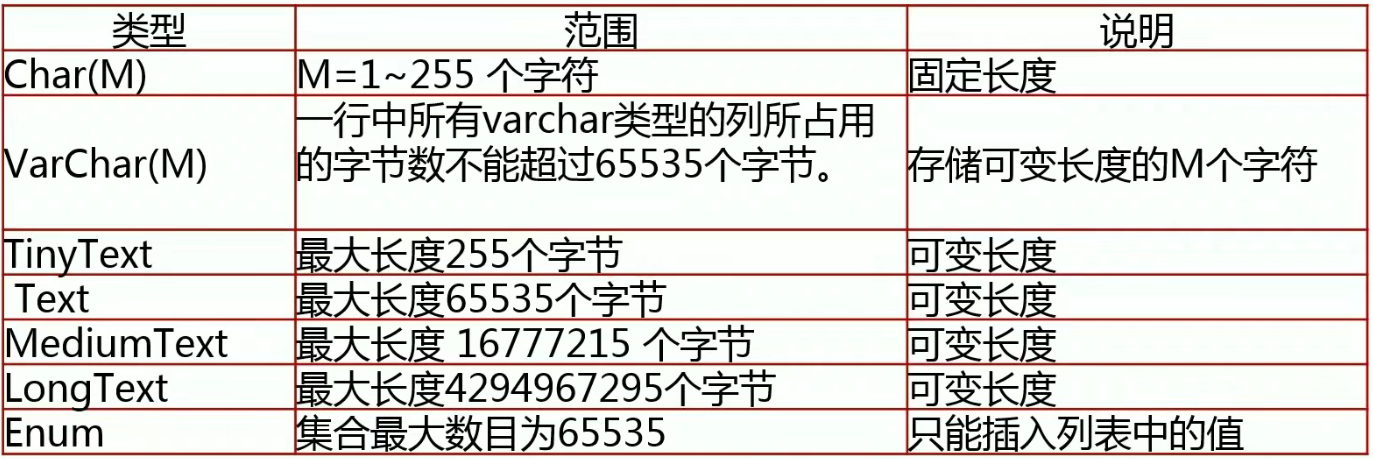 类型 范围 说明
Char(M) M=1~255 个字符 固定长度
一行中所有varchar类型的列所占用
VarChar(M) 的字节数不能超过65535个字节。 存储可变长度的M个字符
TinyText 最大长度255个字节 可变长度
Text 最大长度65535个字节 可变长度
MediumText 最大长度 16777215 个字节 可变长度
LongText 最大长度4294967295个字节 可变长度
Enum 集合最大数目为65535 只能插入列表中的值